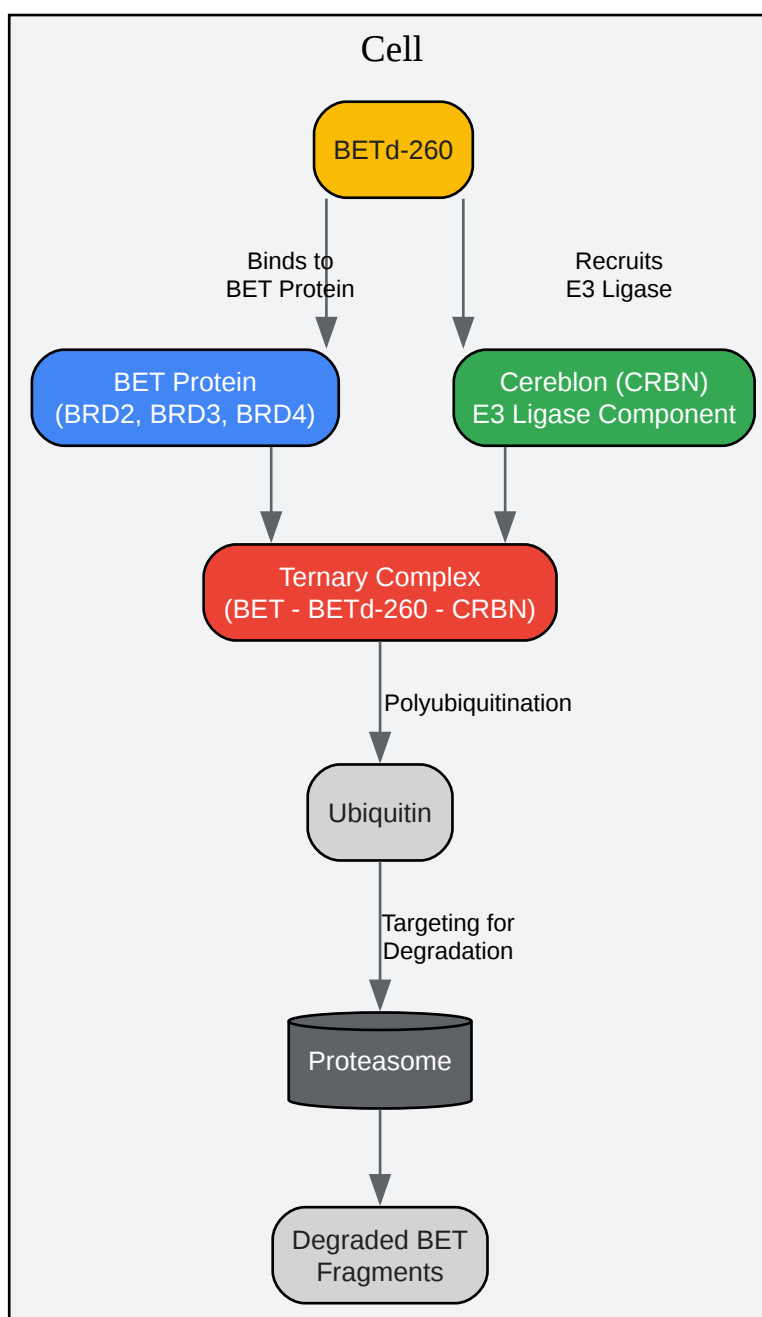 Cell
BETd-260
Binds to
BET Protein
Recruits
E3 Ligase
BET Protein
(BRD2, BRD3, BRD4)
Cereblon (CRBN)
E3 Ligase Component
Ternary Complex
(BET - BETd-260 - CRBN)
Polyubiquitination
Ubiquitin
Targeting for
Degradation
Proteasome
Degraded BET
Fragments